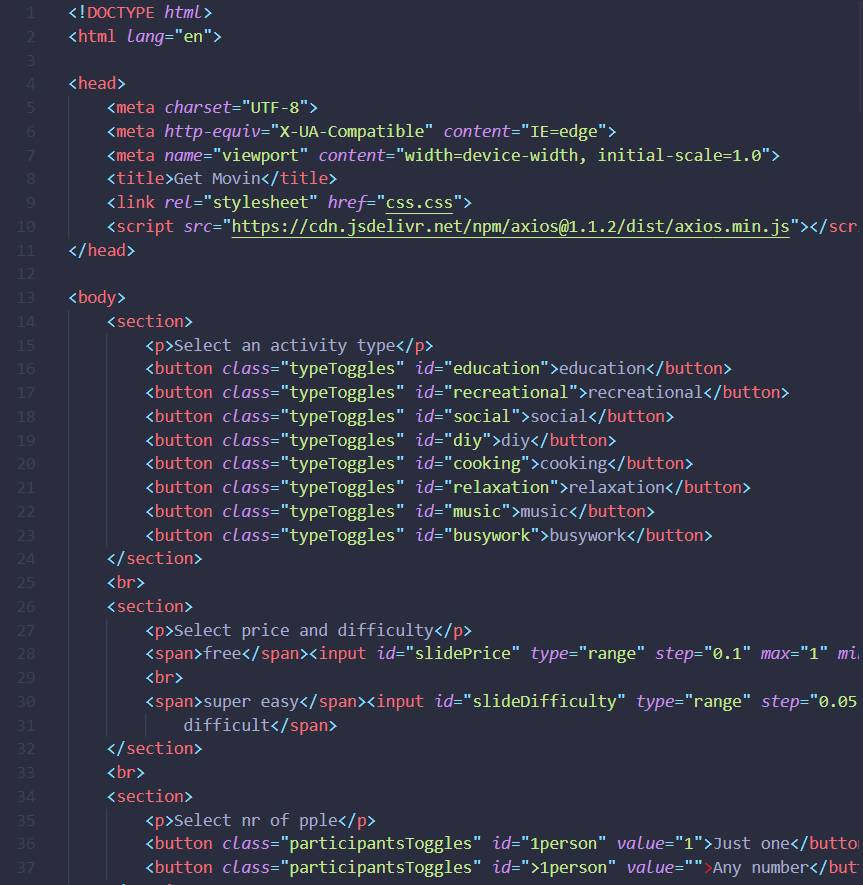 1 <!DOCTYPE html>
2 <html lang="en">
3
4 <head>
5 <meta charset="UTF-8">
6 <meta http-equiv="X-UA-Compatible" content="IE=edge">
7 <meta name="viewport" content="width=device-width, initial-scale=1.0">
8 <title>Get Movin</title>
9 <link rel="stylesheet" href="css.css">
10 <script src="https://cdn.jsdelivr.net/npm/axios@1.1.2/dist/axios.min.js"></scr
11 </head>
12
13 <body>
14 <section>
15 <p>Select an activity type</p>
16 <button class="typeToggles" id="education">education</button>
17 <button class="typeToggles" id="recreational">recreational</button>
18 <button class="typeToggles" id="social">social</button>
19 <button class="typeToggles" id="diy">diy</button>
20 <button class="typeToggles" id="cooking">cooking</button>
21 <button class="typeToggles" id="relaxation">relaxation</button>
22 <button class="typeToggles" id="music">music</button>
23 <button class="typeToggles" id="busywork">busywork</button>
24 </section>
25 <br>
26 <section>
27 <p>Select price and difficulty</p>
28 <span>free</span><input id="slidePrice" type="range" step="0.1" max="1" mi
29 <br>
30 <span>super easy</span><input id="slideDifficulty" type="range" step="0.05
31 difficult</span>
32 </section>
33 <br>
34 <section>
35 <p>Select nr of pple</p>
36 <button class="participantsToggles" id="1person" value="1">Just one</butto
37 <button class="participantsToggles" id=">1person" value="">Any number</but